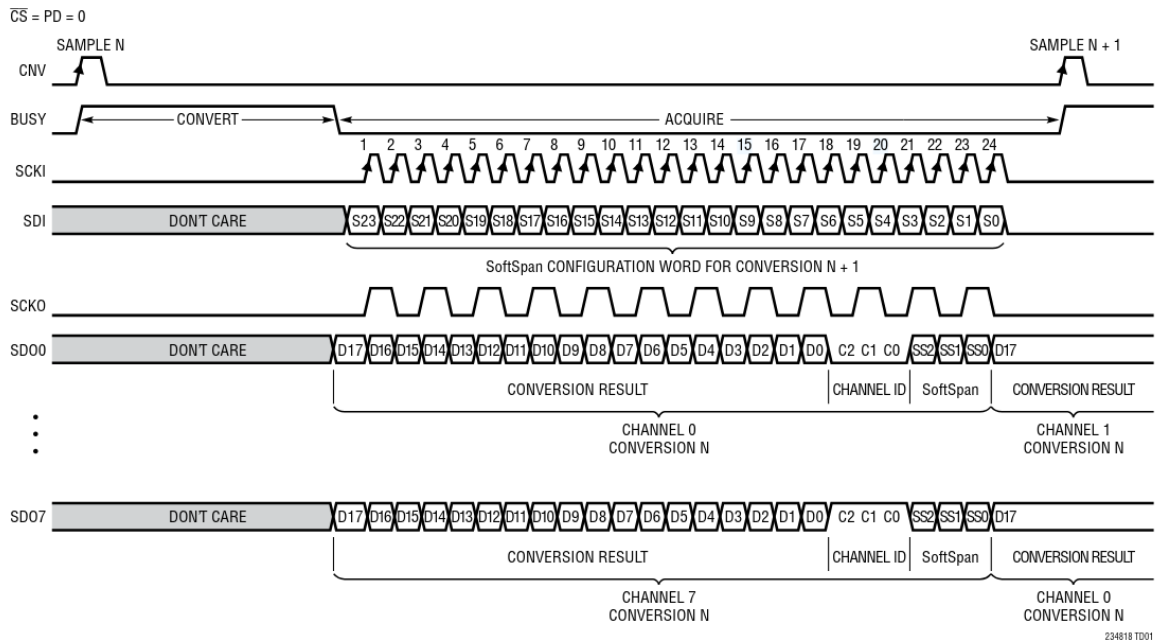 CS = PD = 0
SAMPLE N SAMPLE N + 1
CNV
BUSY CONVERT ACQUIRE
1 2 3 4 5 6 7 8 9 10 11 12 13 14 15 16 17 18 19 20 21 22 23 24
SCKI
SDI DON'T CARE S23 S22 S21 S20 S19 S18 S17 S16 S15 S14 S13 S12 S11 S10 S9 S8 S7 S6 S5 S4 S3 S2 S1 S0
SoftSpan CONFIGURATION WORD FOR CONVERSION N + 1
SCKO
SDO0 DON'T CARE D17 D16 D15 D14 D13 D12 D11 D10 D9 D8 D7 D6 D5 D4 D3 D2 D1 D0 C2 C1 C0 SS2 SS1 SS0 D17
CONVERSION RESULT CHANNEL ID SoftSpan CONVERSION RESULT
CHANNEL 0 CHANNEL 1
CONVERSION N CONVERSION N
SDO7 DON'T CARE D17 D16 D15 D14 D13 D12 D11 D10 D9 D8 D7 D6 D5 D4 D3 D2 D1 D0 C2 C1 C0 SS2 SS1 SS0 D17
CONVERSION RESULT CHANNEL ID SoftSpan CONVERSION RESULT
CHANNEL 7 CHANNEL 0
CONVERSION N CONVERSION N
234818 TD01